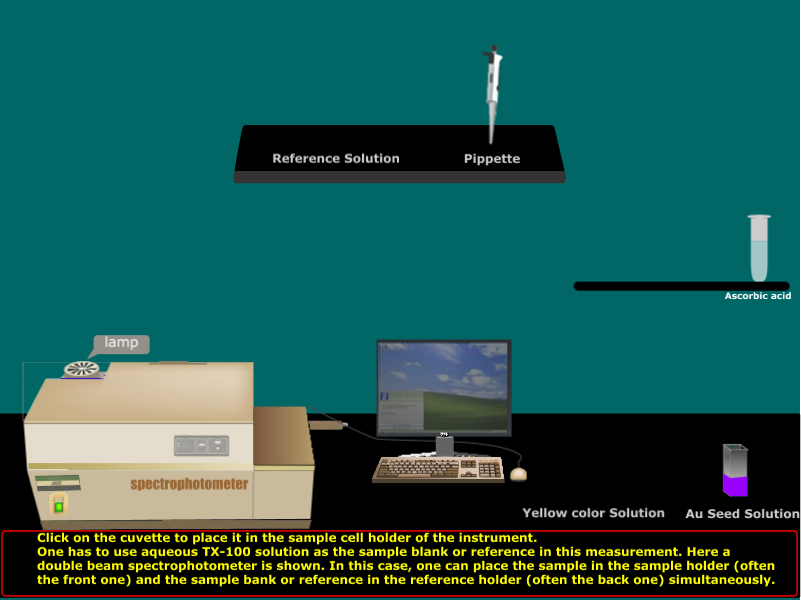 Reference Solution
Pippette
Ascorbic acid
lamp
spectrophotometer
Yellow color Solution
Au Seed Solution
Click on the cuvette to place it in the sample cell holder of the instrument.
One has to use aqueous TX-100 solution as the sample blank or reference in this measurement. Here a
double beam spectrophotometer is shown. In this case, one can place the sample in the sample holder (often
the front one) and the sample bank or reference in the reference holder (often the back one) simultaneously.